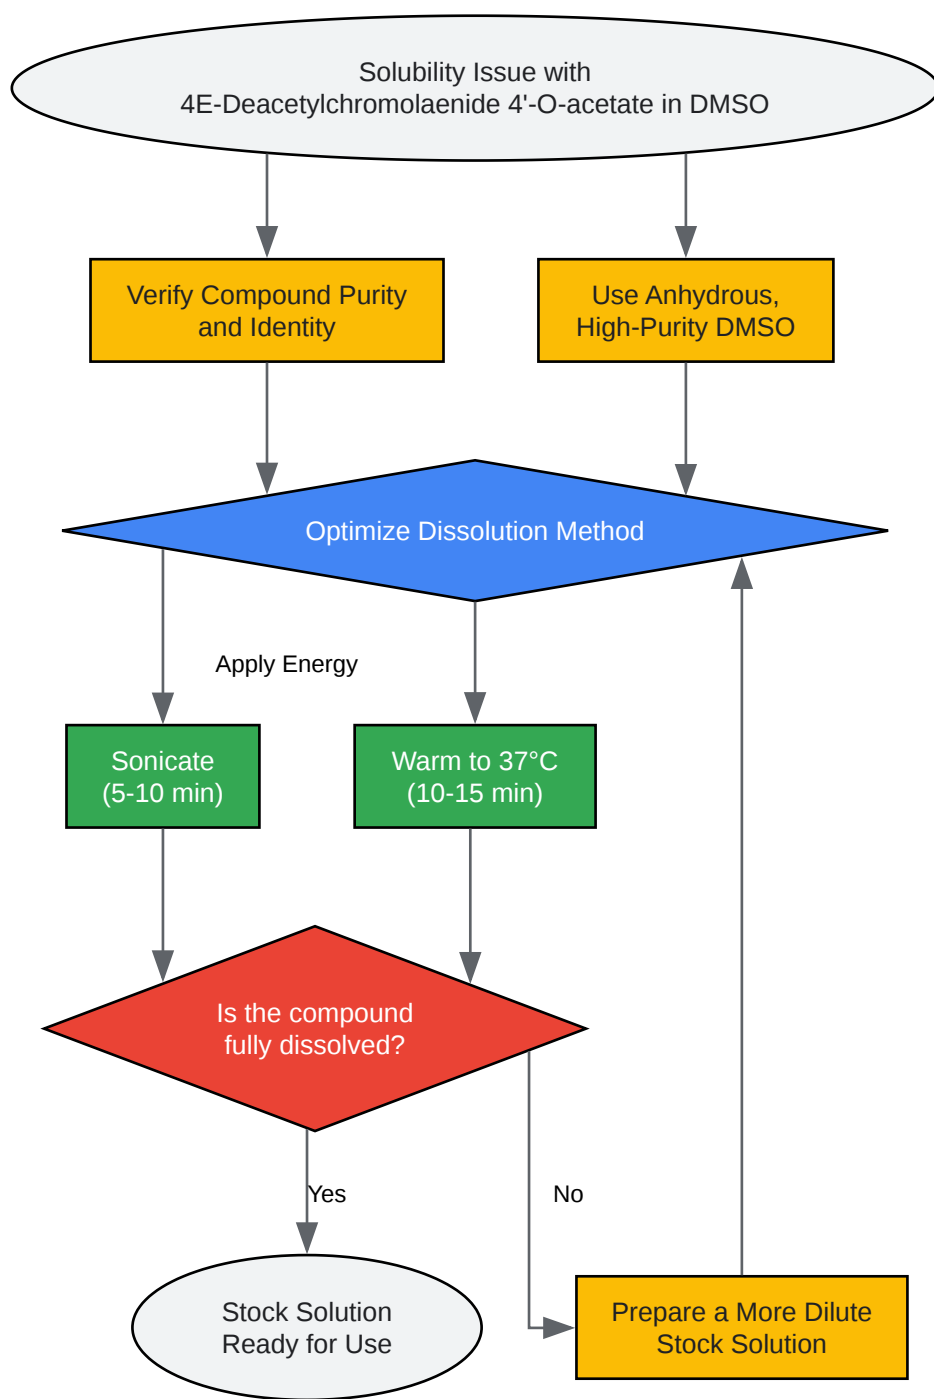 Solubility Issue with
4E-Deacetylchromolaenide 4'-O-acetate in DMSO
Verify Compound Purity
and Identity
Use Anhydrous,
High-Purity DMSO
Optimize Dissolution Method
Apply Energy
Sonicate
(5-10 min)
Warm to 37°C
(10-15 min)
Is the compound
fully dissolved?
Yes
No
Stock Solution
Ready for Use
Prepare a More Dilute
Stock Solution